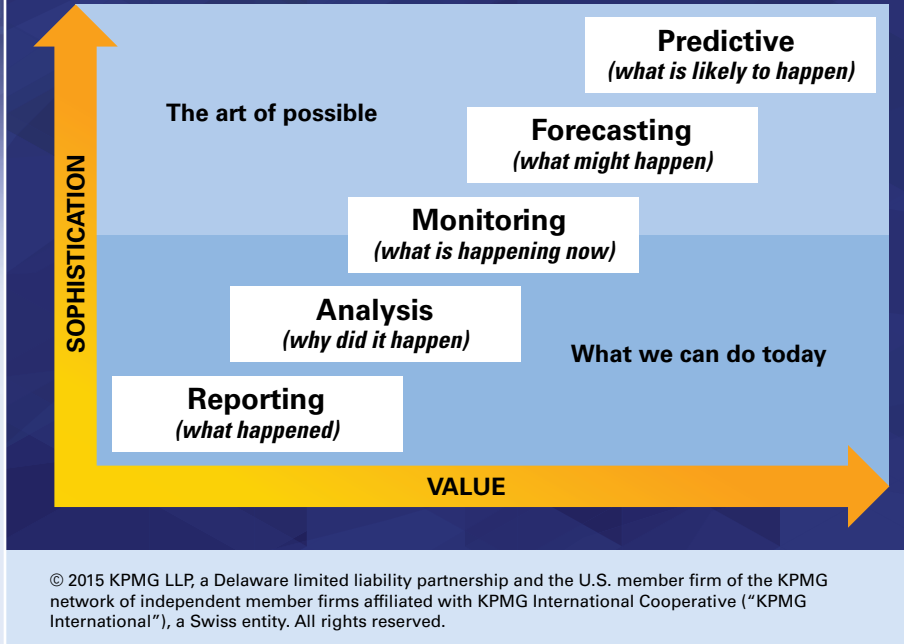 Predictive
(what is likely to happen)
The art of possible
Forecasting
(what might happen)
Monitoring
(what is happening now)
SOPHISTICATION
Analysis
(why did it happen)
What we can do today
Reporting
(what happened)
VALUE
© 2015 KPMG LLP, a Delaware limited liability partnership and the U.S. member firm of the KPMG
network of independent member firms affiliated with KPMG International Cooperative (“KPMG
International”), a Swiss entity. All rights reserved.